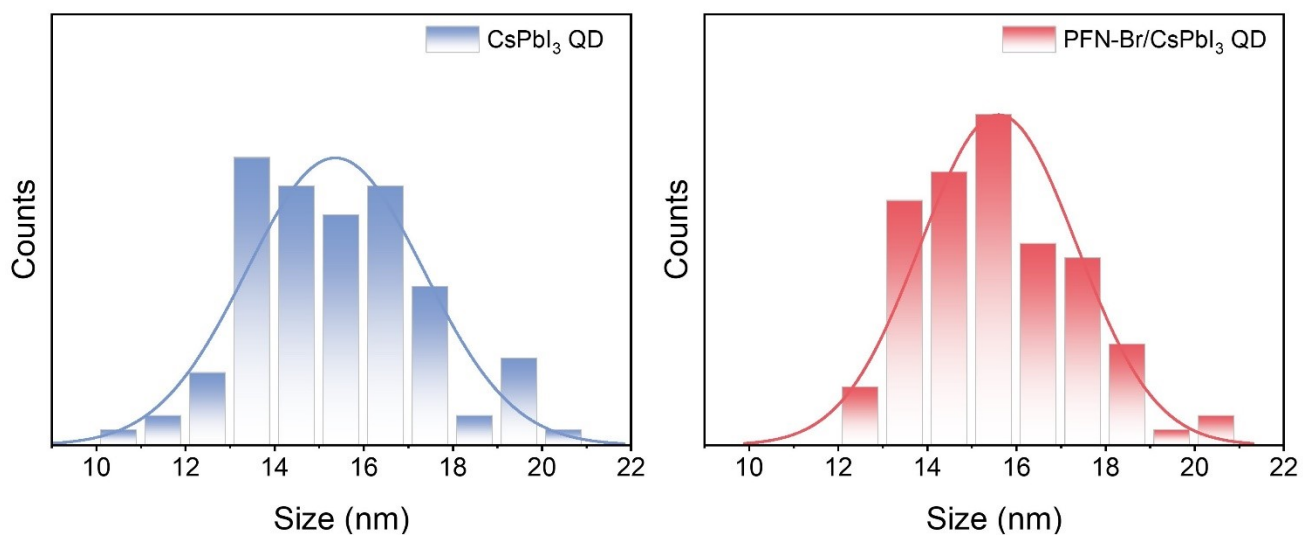 CsPbI₃ QD
Counts
10 12 14 16 18 20 22
Size (nm)
PFN-Br/CsPbI₃ QD
Counts
10 12 14 16 18 20 22
Size (nm)